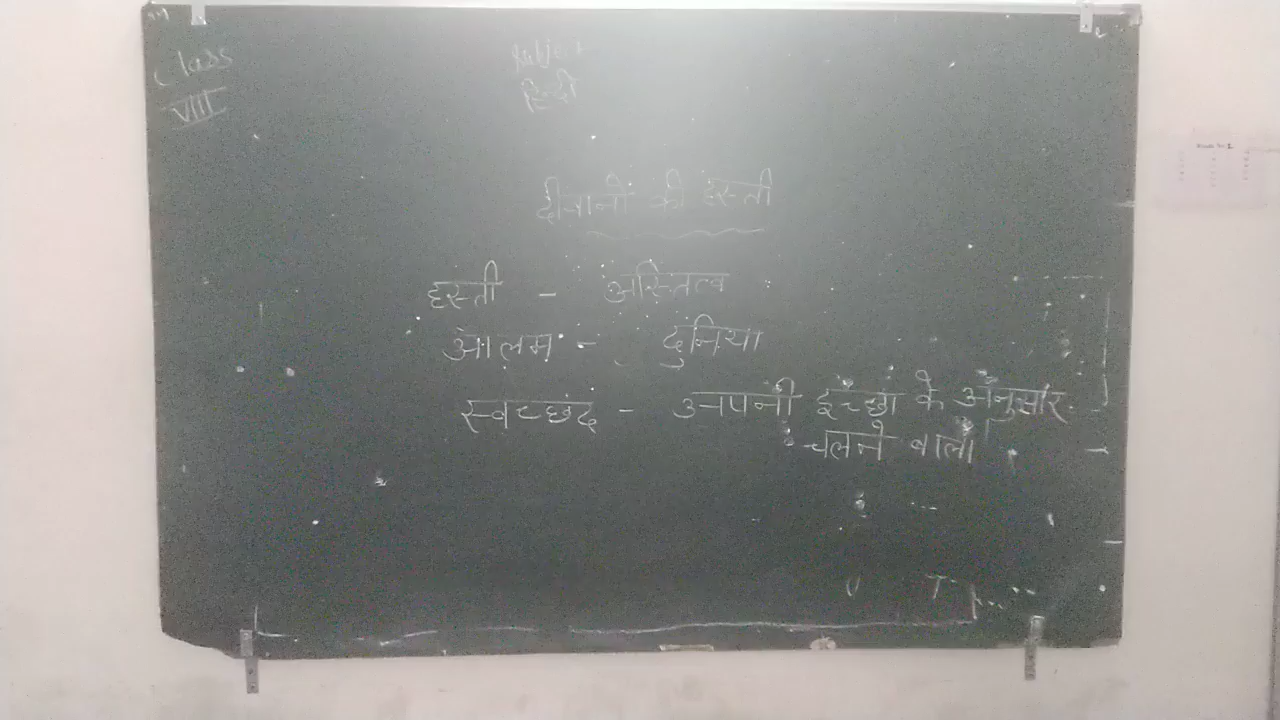 Class
VIII
Subject
हिन्दी
दीवानों की हस्ती
हस्ती - अस्तित्व
आलम - दुनिया
स्वच्छंद - अपनी इच्छा के अनुसार
चलने वाला